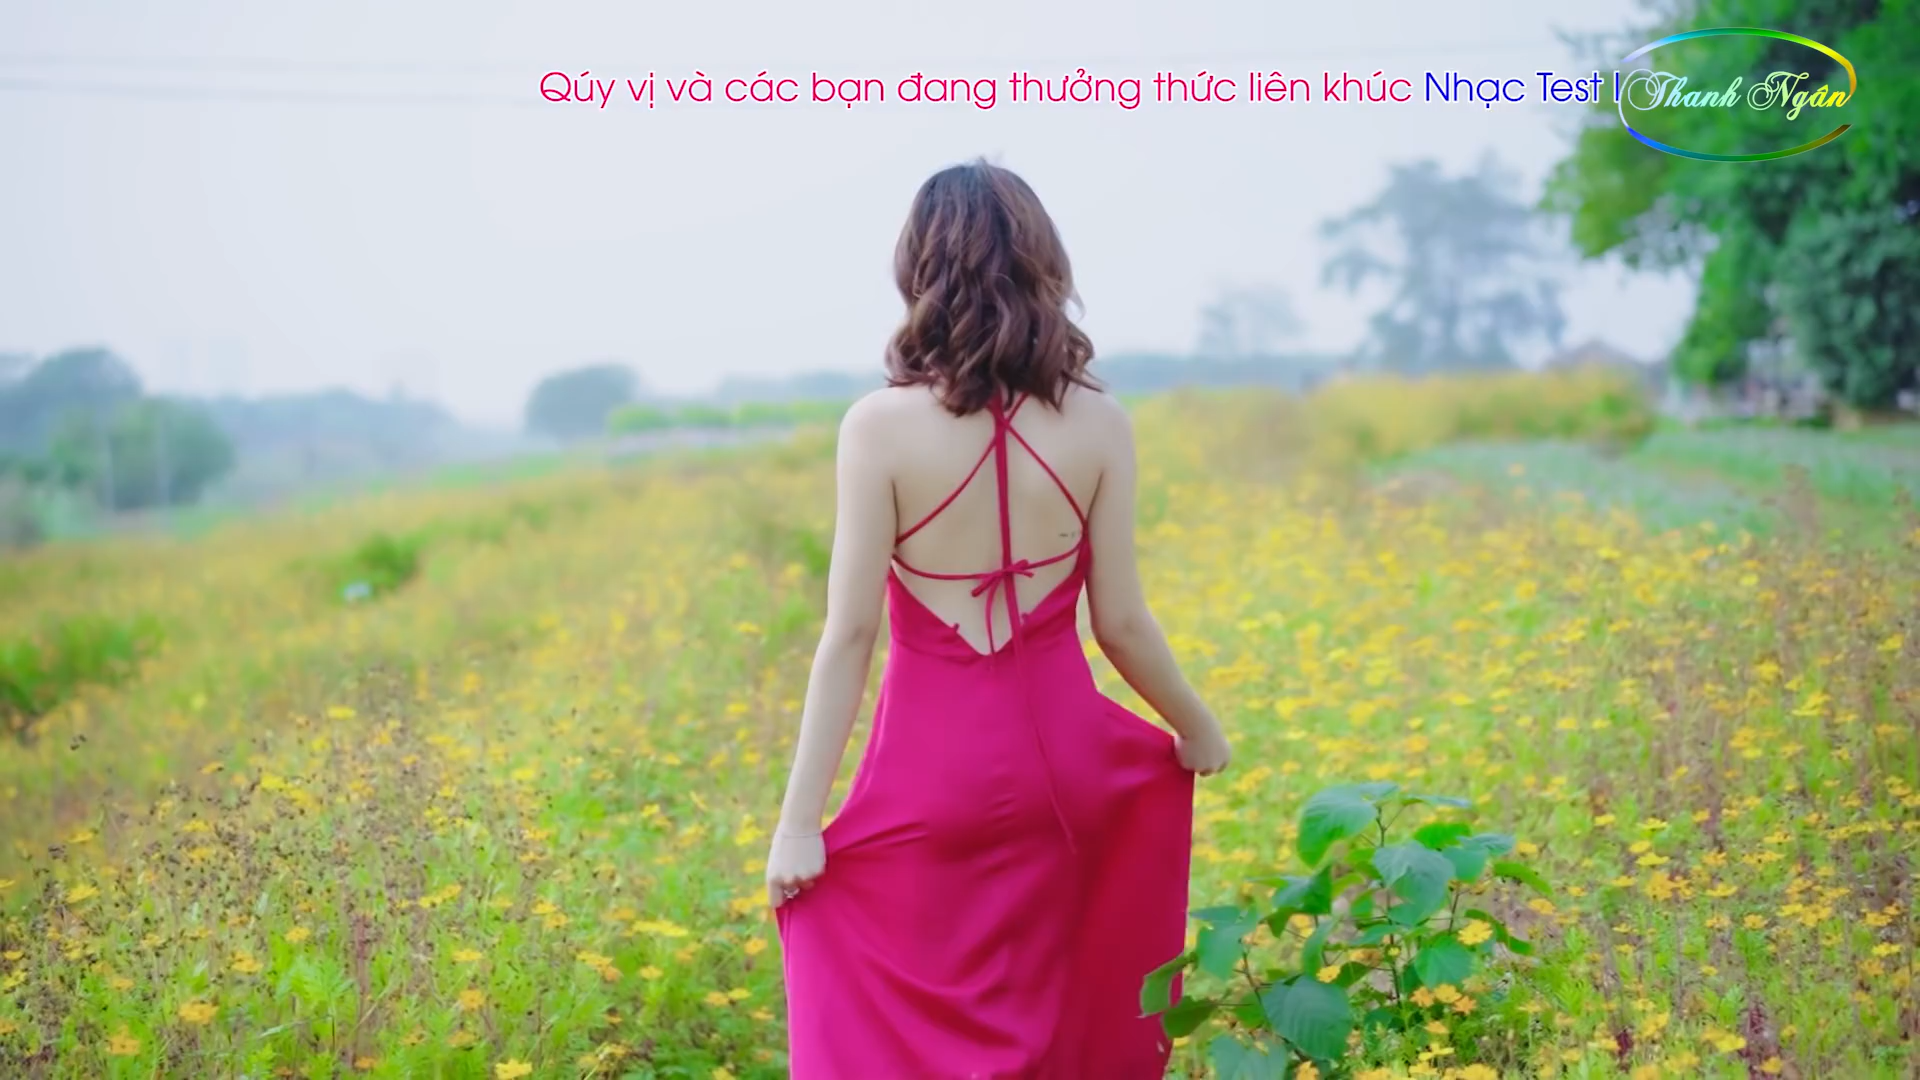 Qúy vị và các bạn đang thưởng thức liên khúc Nhạc Test l
Thanh Ngân